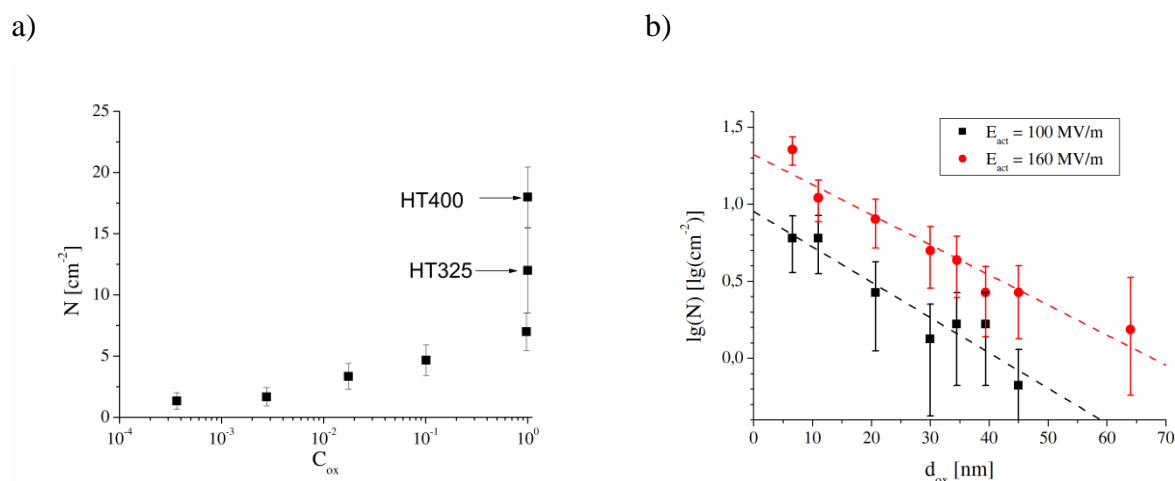 a)
b)
25
20
15
10
5
0
N [cm⁻²]
HT400
HT325
10⁻⁴
10⁻³
10⁻²
10⁻¹
10⁰
C_ox
1,5
1,0
0,5
0,0
lg(N) [lg(cm⁻²)]
E_act = 100 MV/m
E_act = 160 MV/m
0
10
20
30
40
50
60
70
d_ox [nm]